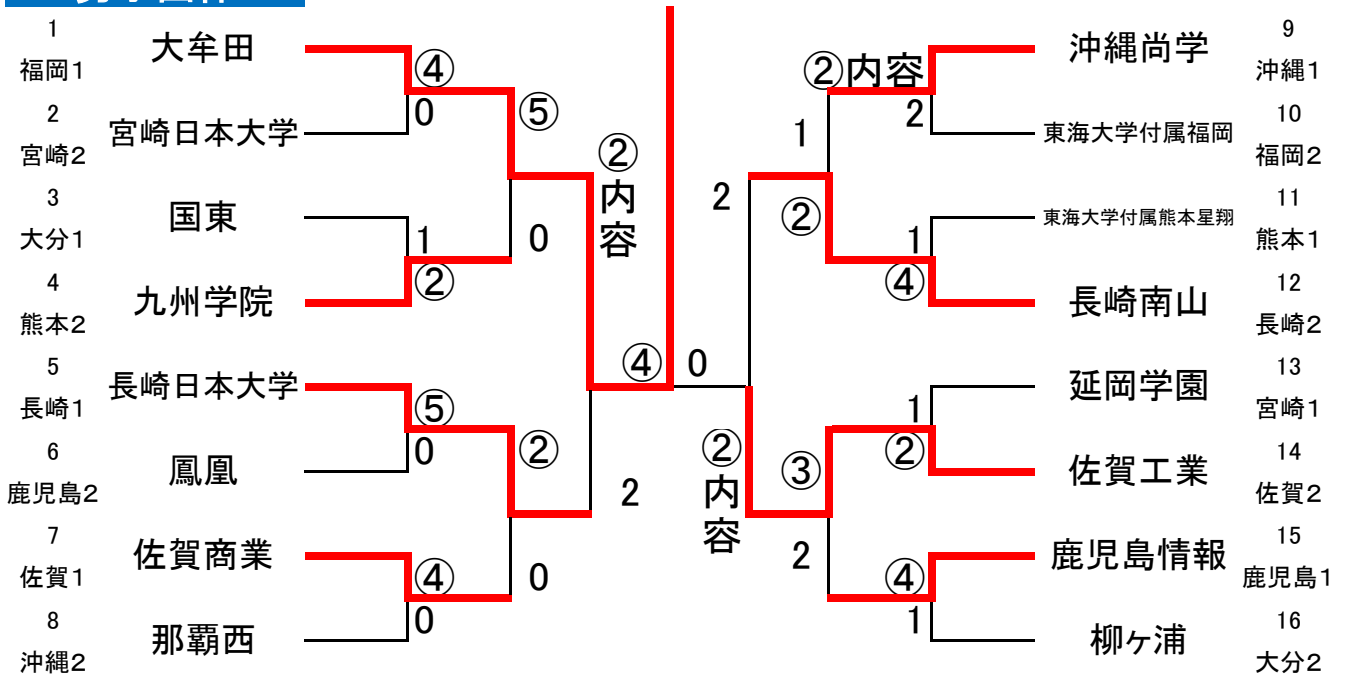 1
福岡1
大牟田
2
宮崎2
宮崎日本大学
3
大分1
国東
4
熊本2
九州学院
5
長崎1
長崎日本大学
6
鹿児島2
鳳凰
7
佐賀1
佐賀商業
8
沖縄2
那覇西
④
0
1
②
⑤
0
④
0
⑤
0
②
0
②
内
容
2
④
0
2
②
内
容
1
②
③
2
②内容
2
1
④
1
②
④
1
沖縄尚学
9
沖縄1
東海大学付属福岡
10
福岡2
東海大学付属熊本星翔
11
熊本1
長崎南山
12
長崎2
延岡学園
13
宮崎1
佐賀工業
14
佐賀2
鹿児島情報
15
鹿児島1
柳ヶ浦
16
大分2